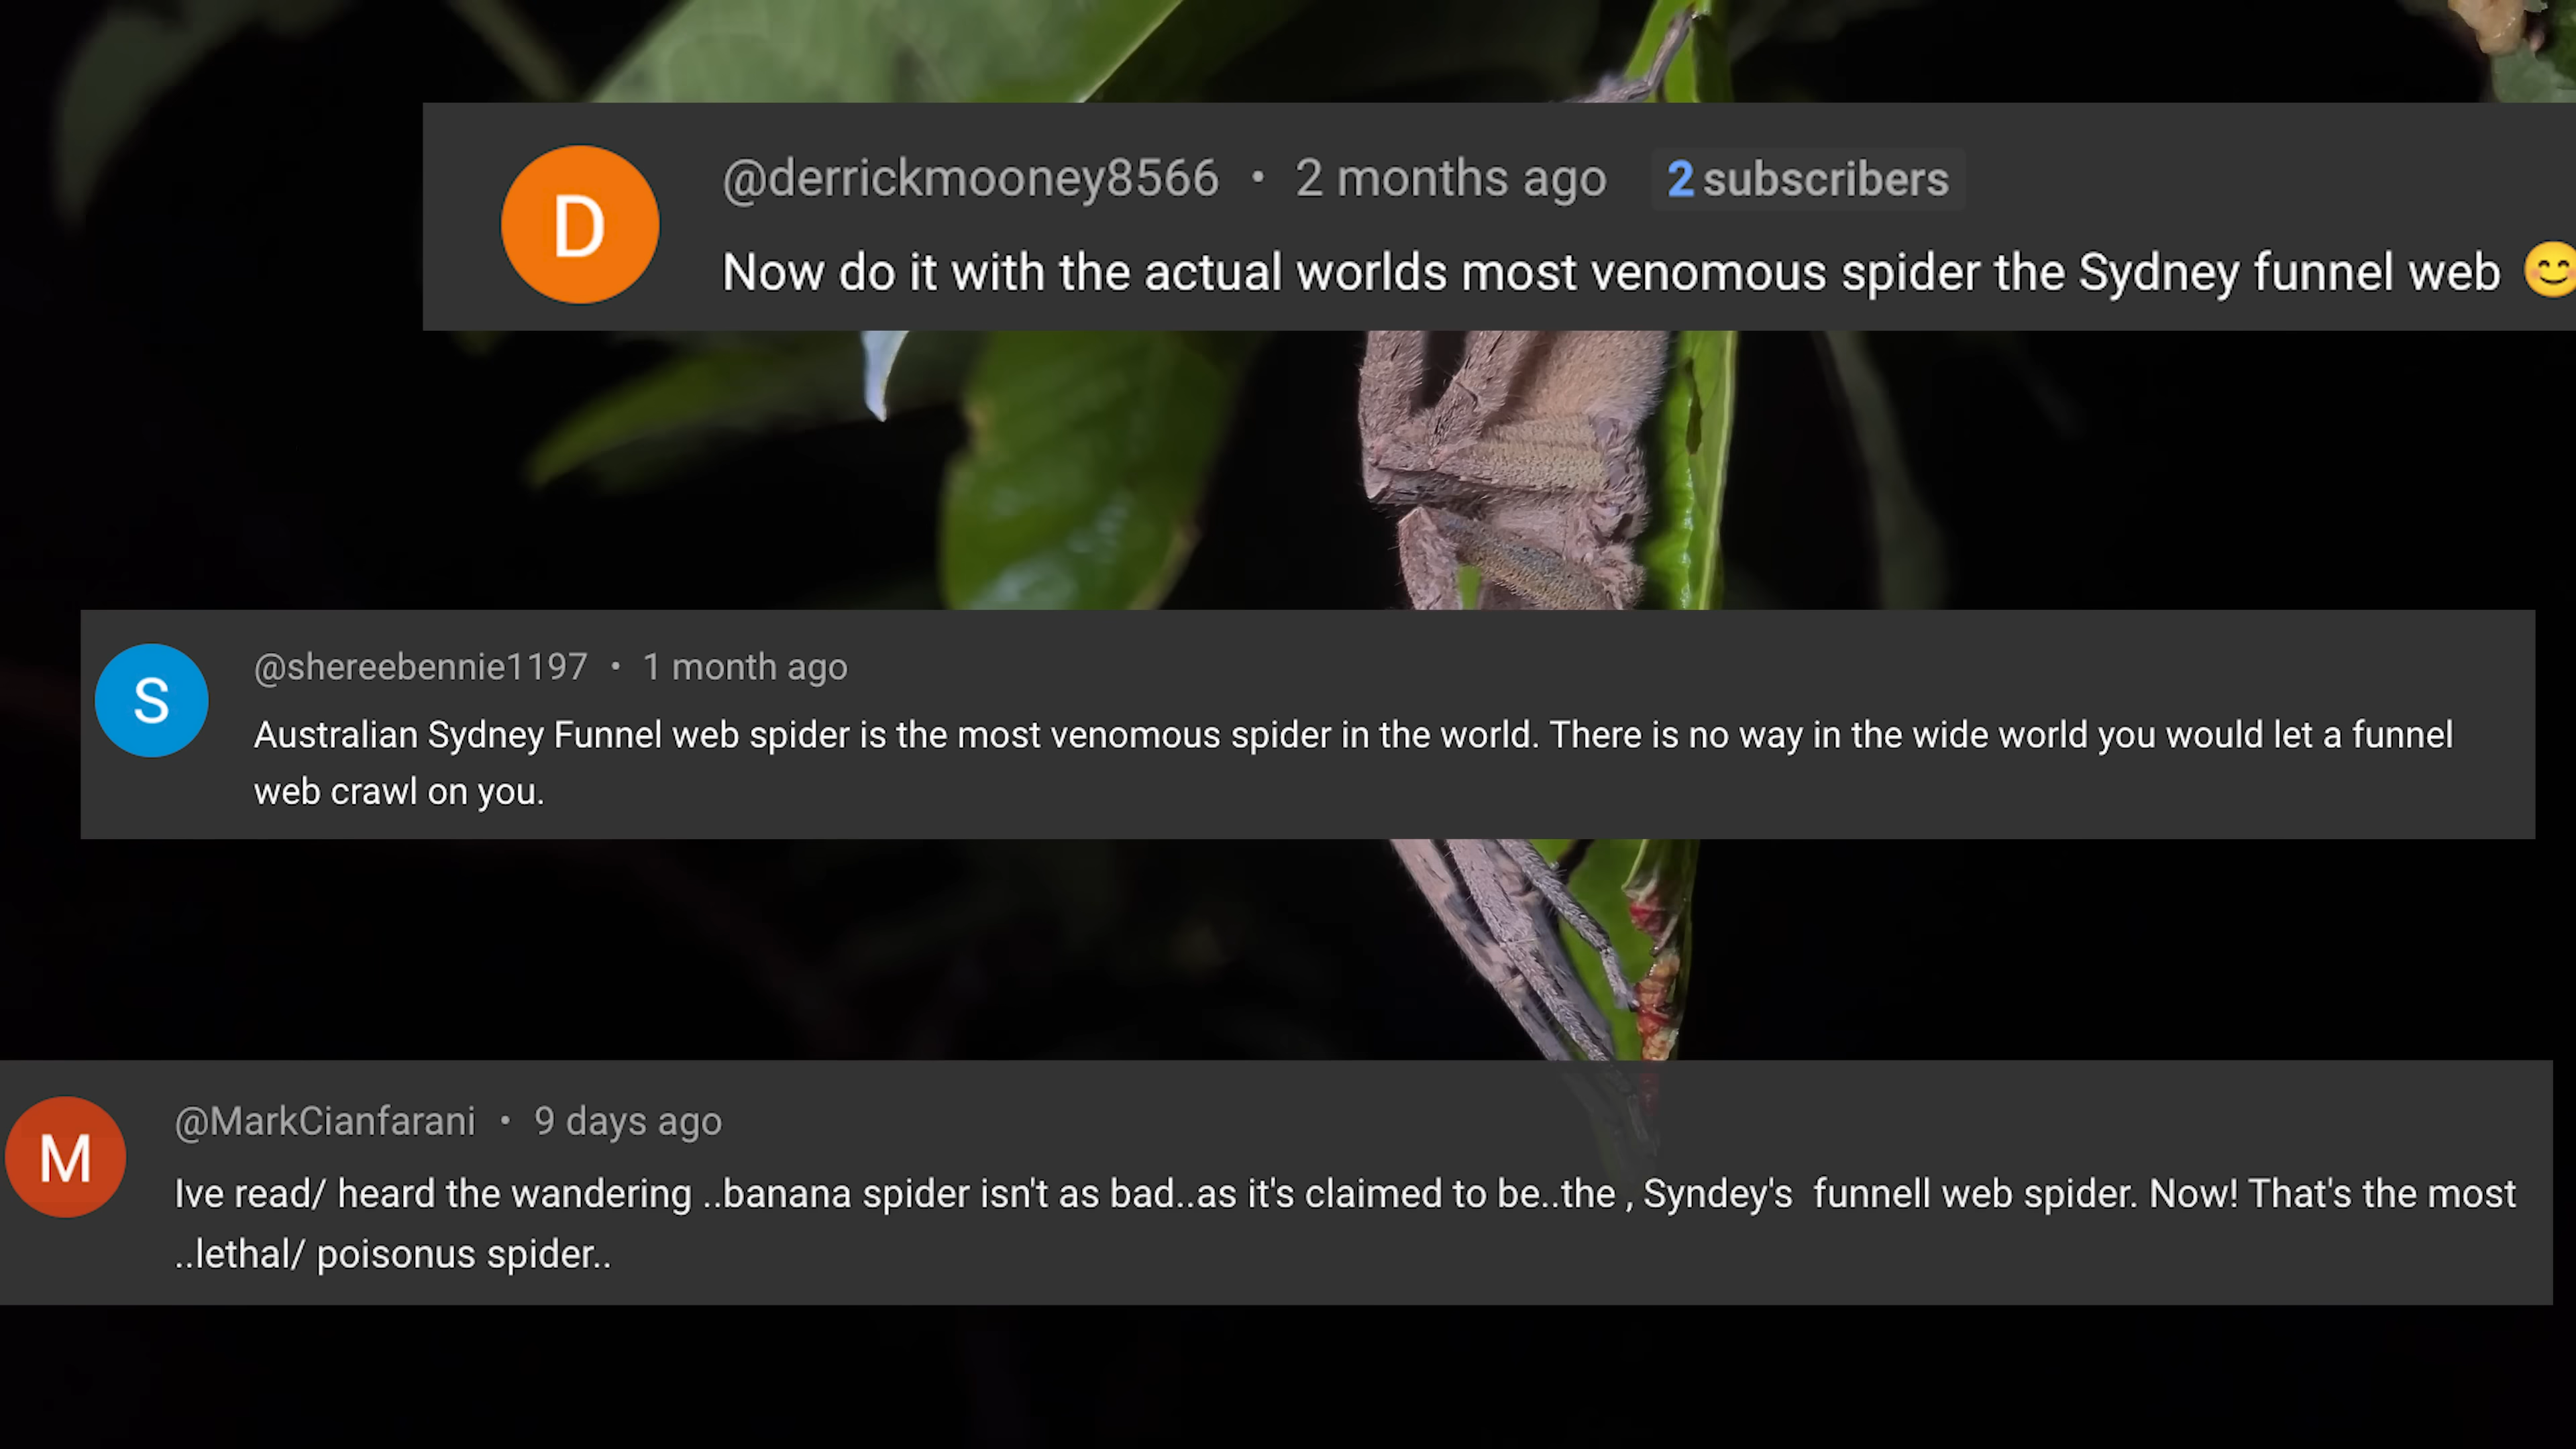 D
@derrickmooney8566 • 2 months ago 2 subscribers
Now do it with the actual worlds most venomous spider the Sydney funnel web 😊
S
@shereebennie1197 • 1 month ago
Australian Sydney Funnel web spider is the most venomous spider in the world. There is no way in the wide world you would let a funnel
web crawl on you.
M
@MarkCianfarani • 9 days ago
Ive read/ heard the wandering ..banana spider isn't as bad..as it's claimed to be..the , Syndey's  funnell web spider. Now! That's the most
..lethal/ poisonus spider..